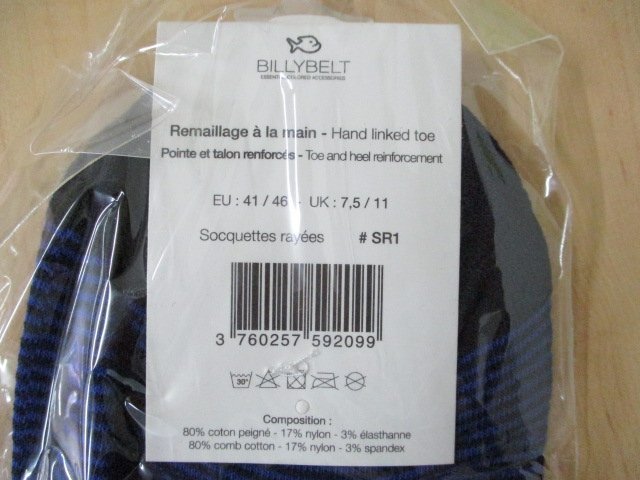 BILLYBELT
ESSENTIAL COLORED ACCESSORIES
Remaillage à la main - Hand linked toe
Pointe et talon renforcés - Toe and heel reinforcement
EU : 41 / 46 - UK : 7,5 / 11
Socquettes rayées # SR1
3 760257 592099
30°
Composition :
80% coton peigné - 17% nylon - 3% élasthanne
80% comb cotton - 17% nylon - 3% spandex